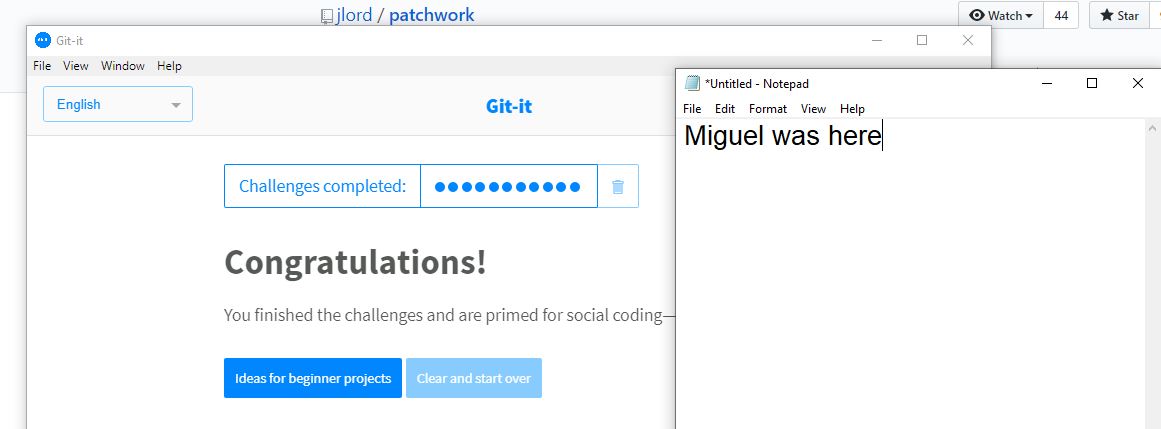 jlord / patchwork
Watch 44 Star
Git-it
File View Window Help
English
Git-it
Challenges completed:
Congratulations!
You finished the challenges and are primed for social coding—
Ideas for beginner projects Clear and start over
*Untitled - Notepad
File Edit Format View Help
Miguel was here